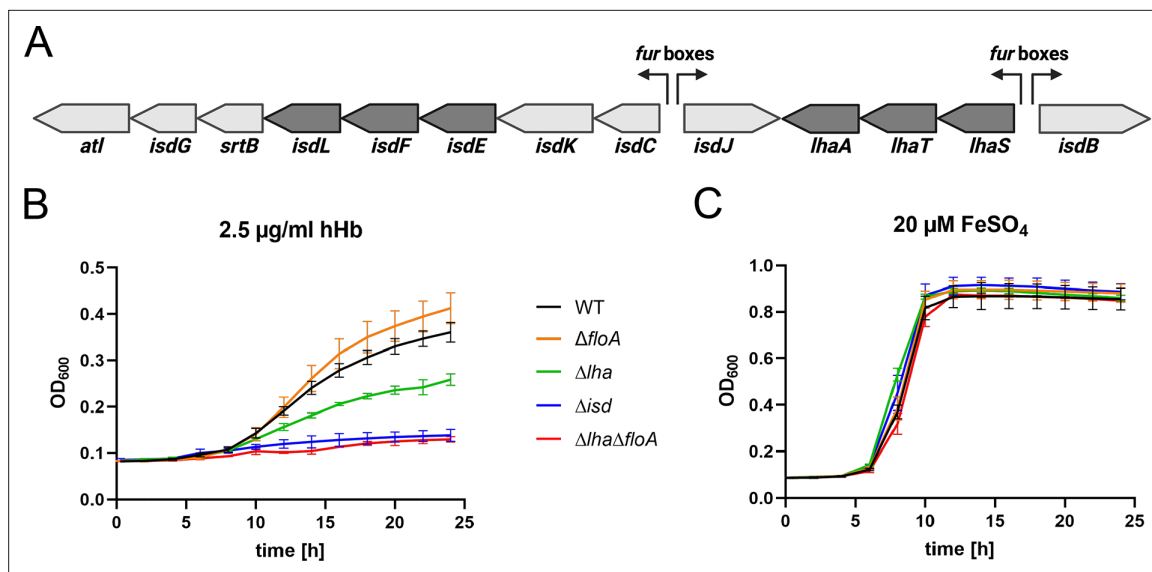 A
fur boxes
fur boxes
atl isdG srtB isdL isdF isdE isdK isdC isdJ lhaA lhaT lhaS isdB
B
2.5 µg/ml hHb
OD600
0.5
0.4
0.3
0.2
0.1
0.0
0 5 10 15 20 25
time [h]
WT
ΔfloA
Δlha
Δisd
ΔlhaΔfloA
C
20 µM FeSO4
OD600
1.0
0.8
0.6
0.4
0.2
0.0
0 5 10 15 20 25
time [h]